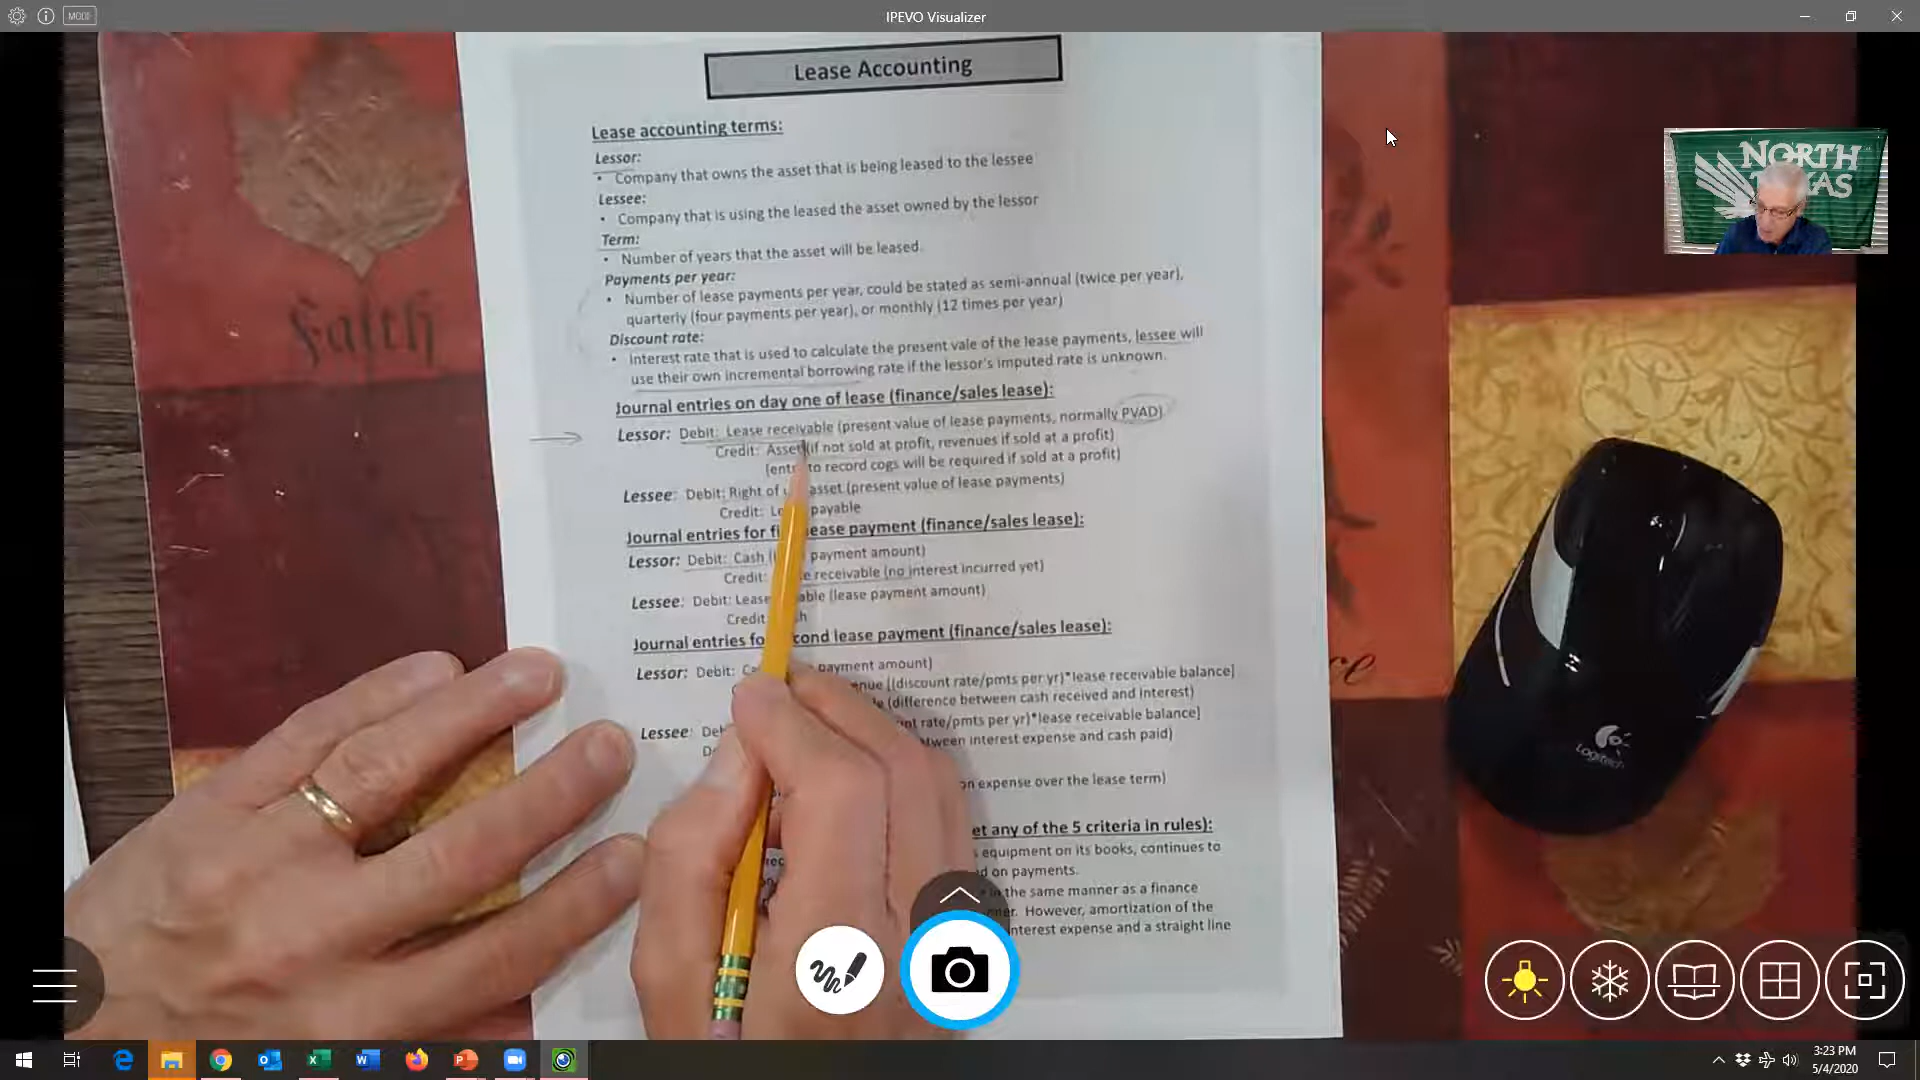 MODE
IPEVO Visualizer
Lease Accounting
Lease accounting terms:
Lessor:
• Company that owns the asset that is being leased to the lessee
Lessee:
• Company that is using the leased the asset owned by the lessor
Term:
• Number of years that the asset will be leased.
Payments per year:
• Number of lease payments per year, could be stated as semi-annual (twice per year),
quarterly (four payments per year), or monthly (12 times per year)
Discount rate:
• Interest rate that is used to calculate the present vale of the lease payments, lessee will
use their own incremental borrowing rate if the lessor's imputed rate is unknown.
Journal entries on day one of lease (finance/sales lease):
Lessor: Debit: Lease receivable (present value of lease payments, normally PVAD)
Credit: Asset (if not sold at profit, revenues if sold at a profit)
to record cogs will be required if sold at a profit)
Lessee: Debit: Right of asset (present value of lease payments)
Credit: payable
Journal entries for lease payment (finance/sales lease):
Lessor: Debit: Cash payment amount)
Credit: receivable (no interest incurred yet)
Lessee: Debit: Lease (lease payment amount)
Credit
Journal entries lease payment (finance/sales lease):
Lessor: Debit: payment amount)
[(discount rate/pmts per yr)*lease receivable balance]
(difference between cash received and interest)
rate/pmts per yr)*lease receivable balance]
Lessee: between interest expense and cash paid)
expense over the lease term)
any of the 5 criteria in rules):
equipment on its books, continues to
on payments.
in the same manner as a finance
However, amortization of the
interest expense and a straight line
Faith
NORTH
TEXAS
Logitech
3:23 PM
5/4/2020